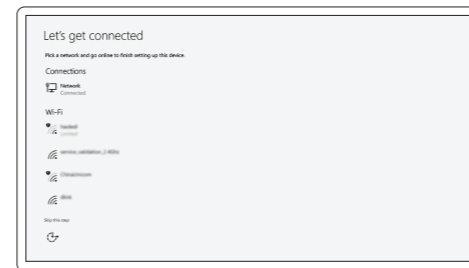 Let's get connected
Pick a network and go online to finish setting up this device.
Connections
Network
Connected
Wi-Fi
service_validation_2.4Ghz
Chinaunicom
dlink
Skip this step